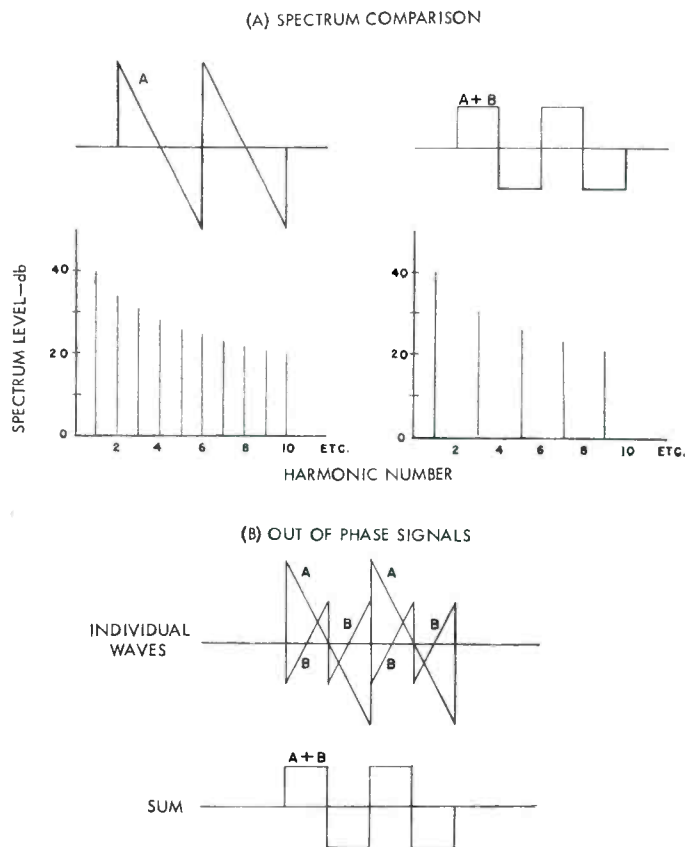 (A) SPECTRUM COMPARISON
A
A+B
SPECTRUM LEVEL—db
40
20
0
2 4 6 8 10 ETC.
40
20
0
2 4 6 8 10 ETC.
HARMONIC NUMBER
(B) OUT OF PHASE SIGNALS
INDIVIDUAL
WAVES
A A
B B
B B
A+B
SUM